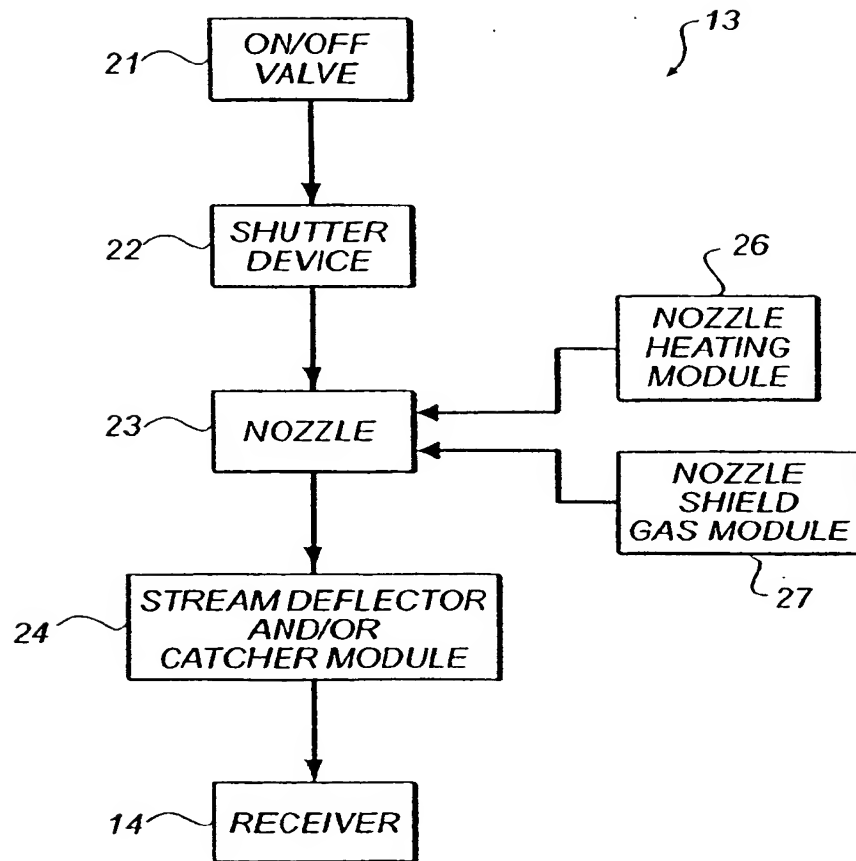 13
21
ON/OFF
VALVE
22
SHUTTER
DEVICE
26
NOZZLE
HEATING
MODULE
23
NOZZLE
NOZZLE
SHIELD
GAS MODULE
27
24
STREAM DEFLECTOR
AND/OR
CATCHER MODULE
14
RECEIVER